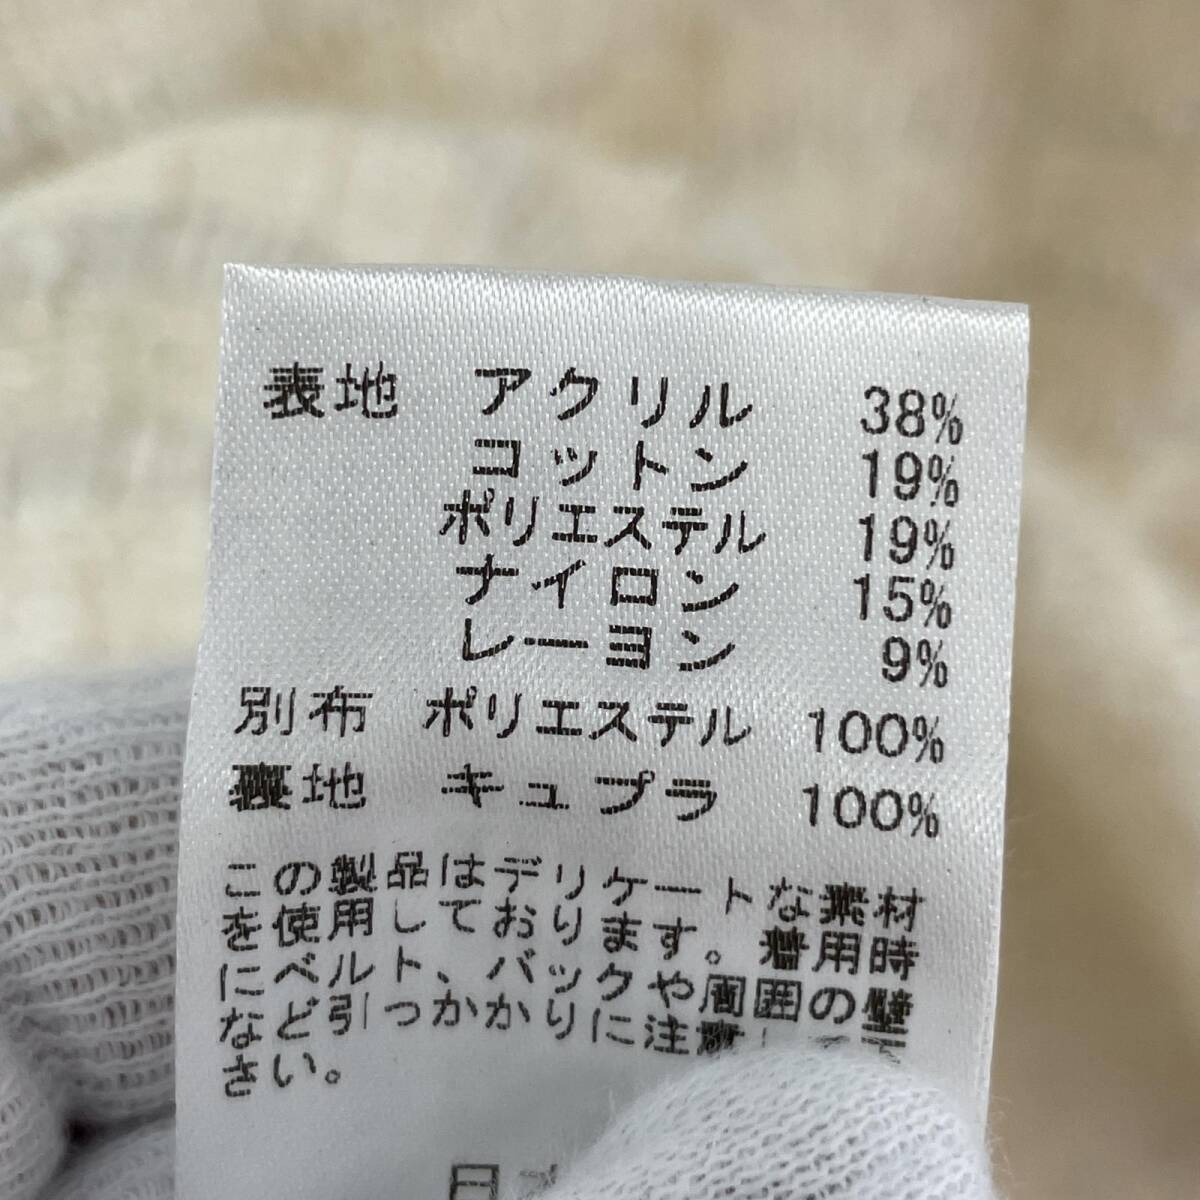 表地 アクリル 38%
コットン 19%
ポリエステル 19%
ナイロン 15%
レーヨン 9%
別布 ポリエステル 100%
裏地 キュプラ 100%
この製品はデリケートな素材
を使用しております。着用時
にベルト、バックや周囲の壁
など引っかかりに注意して下
さい。